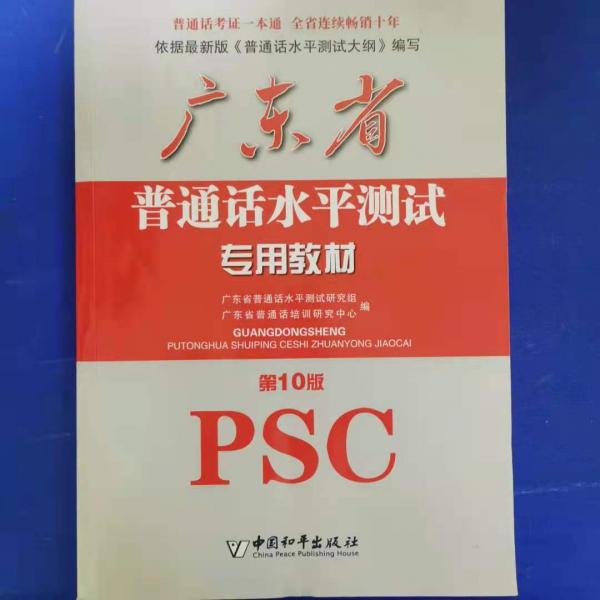 普通话考证一本通 全省连续畅销十年
依据最新版《普通话水平测试大纲》编写
广东省
普通话水平测试
专用教材
广东省普通话水平测试研究组
广东省普通话培训研究中心 编
GUANGDONGSHENG
PUTONGHUA SHUIPING CESHI ZHUANYONG JIAOCAI
第10版
PSC
中国和平出版社
China Peace Publishing House